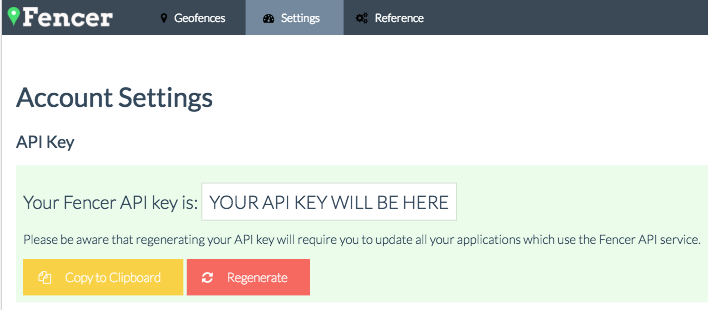 Fencer Geofences Settings Reference
Account Settings
API Key
Your Fencer API key is: YOUR API KEY WILL BE HERE
Please be aware that regenerating your API key will require you to update all your applications which use the Fencer API service.
Copy to Clipboard Regenerate